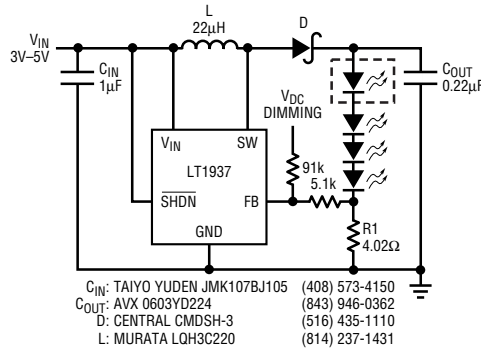 L
22µH
D
VIN
3V–5V
CIN
1µF
COUT
0.22µF
VDC
DIMMING
VIN
SW
91k
5.1k
LT1937
SHDN
FB
GND
R1
4.02Ω
CIN: TAIYO YUDEN JMK107BJ105 (408) 573-4150
COUT: AVX 0603YD224 (843) 946-0362
D: CENTRAL CMDSH-3 (516) 435-1110
L: MURATA LQH3C220 (814) 237-1431